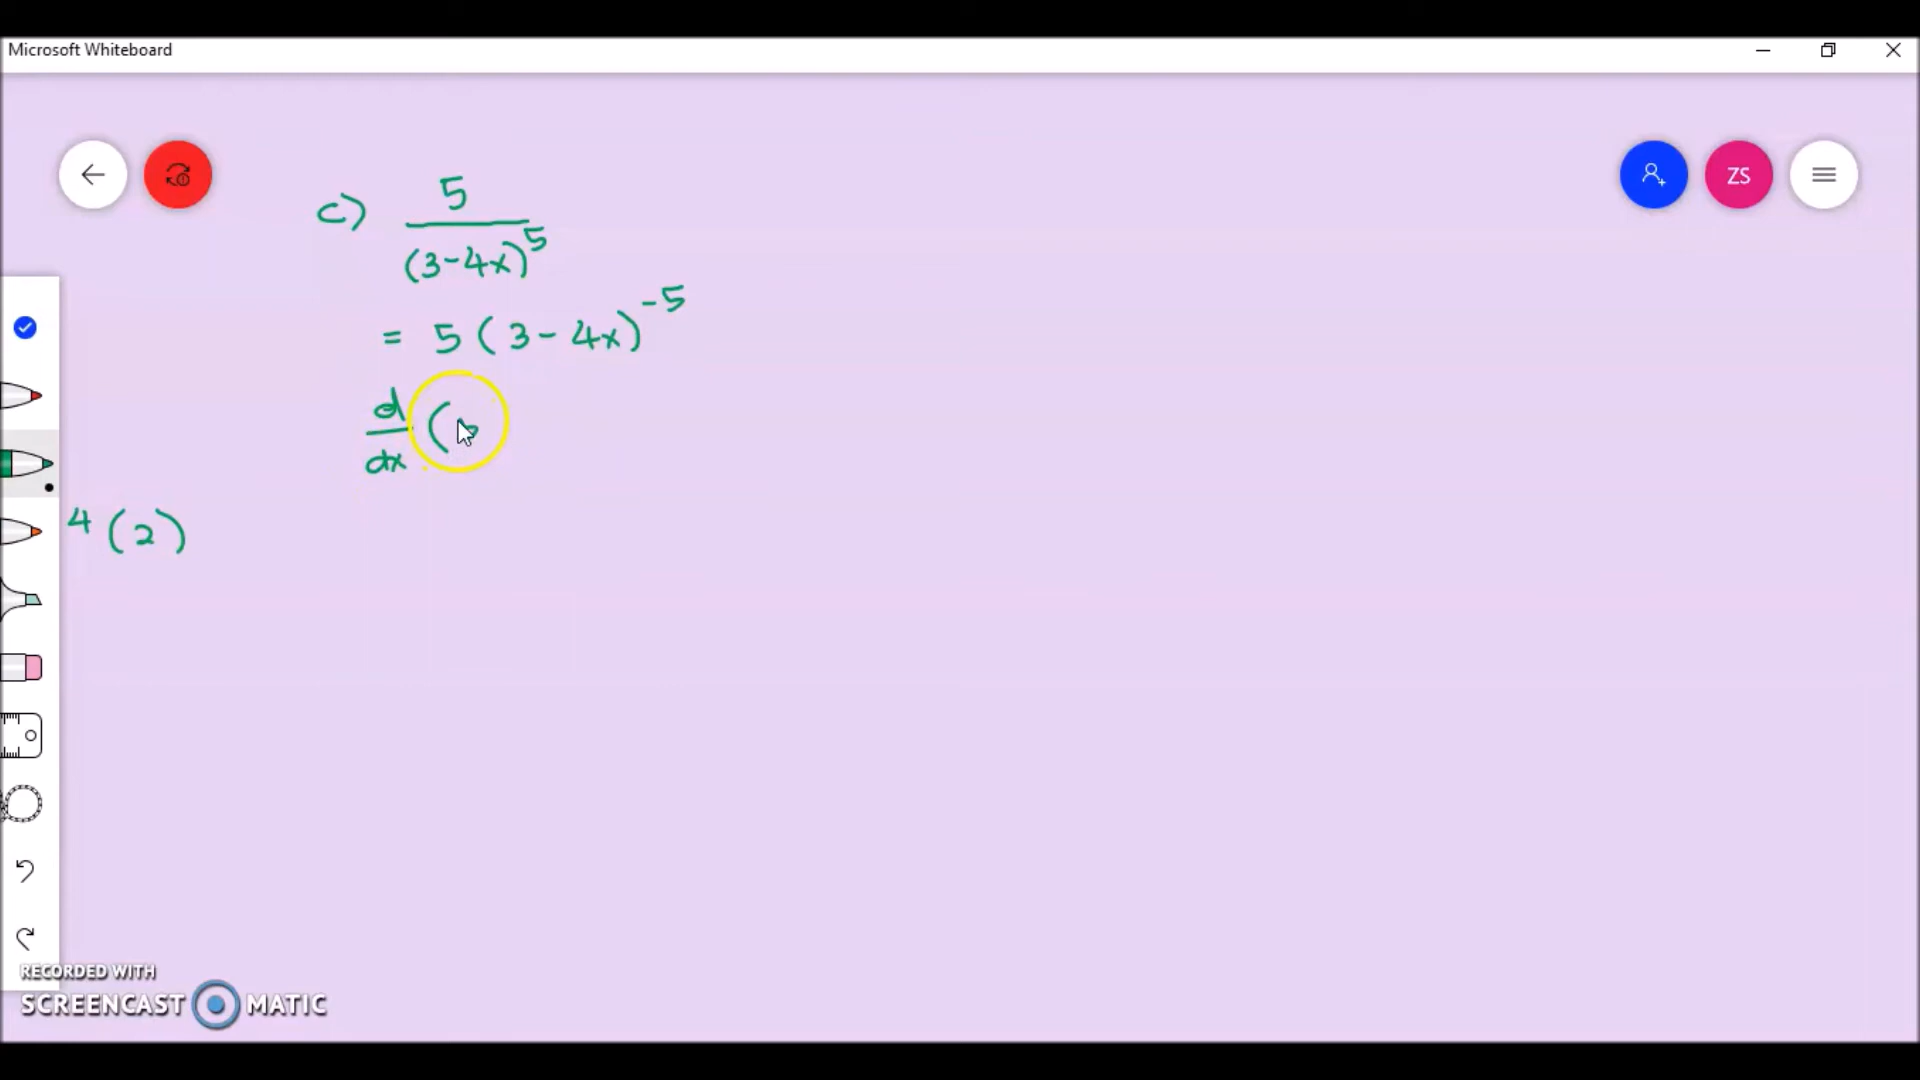 Microsoft Whiteboard
ZS
c) 5
(3-4x)^5
= 5(3-4x)^-5
d
dx (
4 (2)
RECORDED WITH
SCREENCAST MATIC